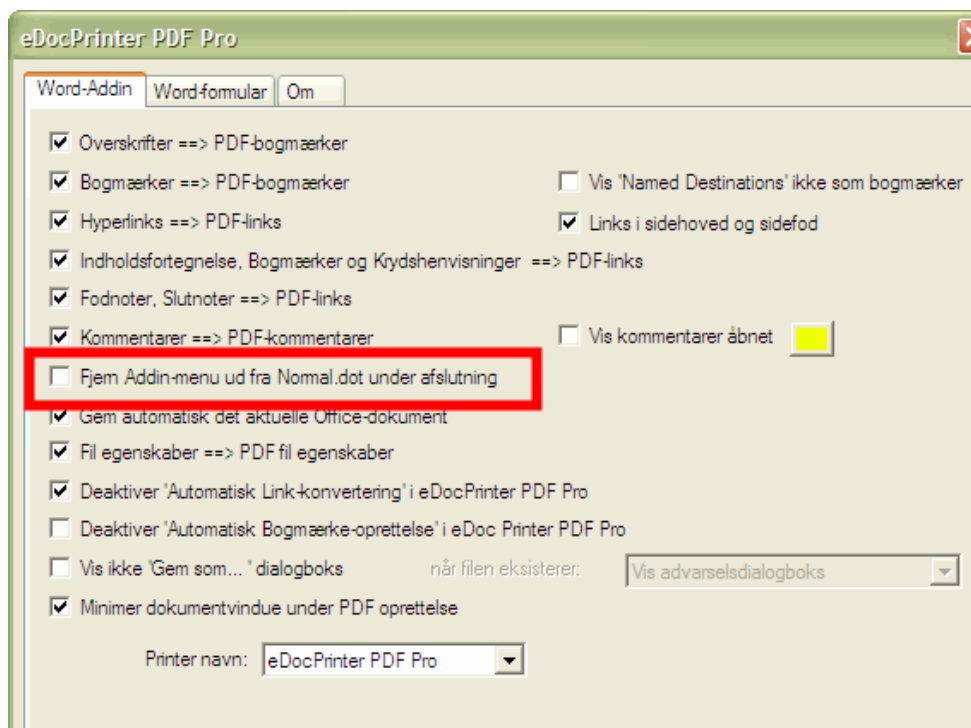 eDocPrinter PDF Pro
Word-Addin Word-formular Om
Overskrifter ==> PDF-bogmærker
Bogmærker ==> PDF-bogmærker Vis 'Named Destinations' ikke som bogmærker
Hyperlinks ==> PDF-links Links i sidehoved og sidefod
Indholdsfortegnelse, Bogmærker og Krydshenvisninger ==> PDF-links
Fodnoter, Slutnoter ==> PDF-links
Kommentarer ==> PDF-kommentarer Vis kommentarer åbnet
Fjern Addin-menu ud fra Normal.dot under afslutning
Gem automatisk det aktuelle Office-dokument
Fil egenskaber ==> PDF fil egenskaber
Deaktiver 'Automatisk Link-konvertering' i eDocPrinter PDF Pro
Deaktiver 'Automatisk Bogmærke-oprettelse' i eDoc Printer PDF Pro
Vis ikke 'Gem som... ' dialogboks når filen eksisterer: Vis advarselsdialogboks
Minimer dokumentvindue under PDF oprettelse
Printer navn: eDocPrinter PDF Pro